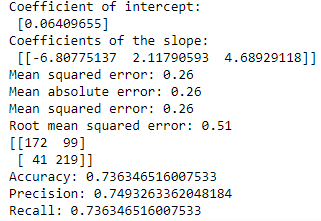 Coefficient of intercept:
[0.06409655]
Coefficients of the slope:
[[-6.80775137 2.11790593 4.68929118]]
Mean squared error: 0.26
Mean absolute error: 0.26
Mean squared error: 0.26
Root mean squared error: 0.51
[[172 99]
[ 41 219]]
Accuracy: 0.736346516007533
Precision: 0.7493263362048184
Recall: 0.736346516007533